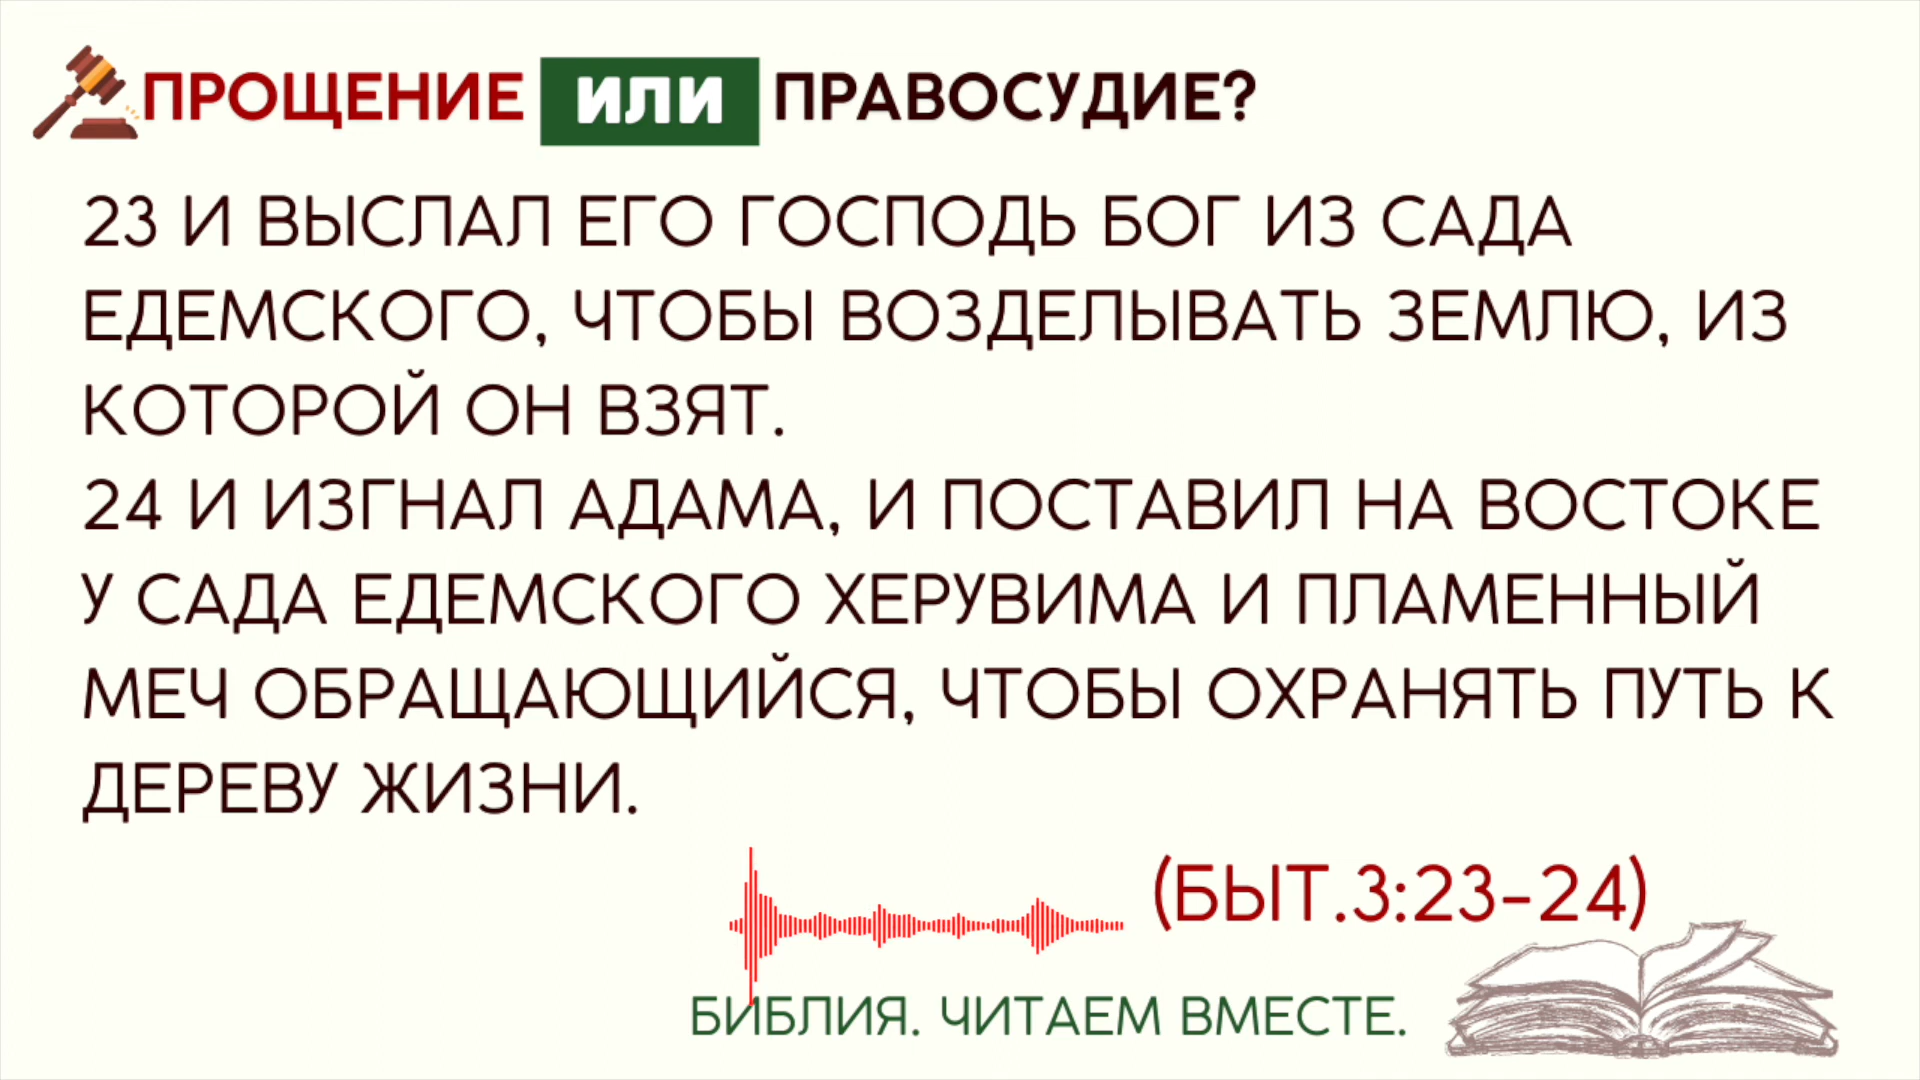 ПРОЩЕНИЕ ИЛИ ПРАВОСУДИЕ?
23 И ВЫСЛАЛ ЕГО ГОСПОДЬ БОГ ИЗ САДА
ЕДЕМСКОГО, ЧТОБЫ ВОЗДЕЛЫВАТЬ ЗЕМЛЮ, ИЗ
КОТОРОЙ ОН ВЗЯТ.
24 И ИЗГНАЛ АДАМА, И ПОСТАВИЛ НА ВОСТОКЕ
У САДА ЕДЕМСКОГО ХЕРУВИМА И ПЛАМЕННЫЙ
МЕЧ ОБРАЩАЮЩИЙСЯ, ЧТОБЫ ОХРАНЯТЬ ПУТЬ К
ДЕРЕВУ ЖИЗНИ.
(БЫТ.3:23-24)
БИБЛИЯ. ЧИТАЕМ ВМЕСТЕ.